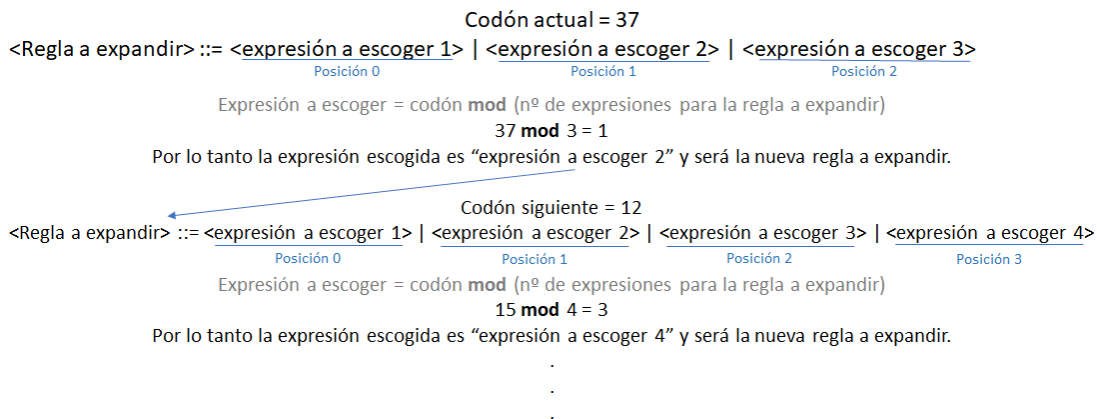 Codón actual = 37
<Regla a expandir> ::= <expresión a escoger 1> | <expresión a escoger 2> | <expresión a escoger 3>
Posición 0 Posición 1 Posición 2
Expresión a escoger = codón mod (nº de expresiones para la regla a expandir)
37 mod 3 = 1
Por lo tanto la expresión escogida es “expresión a escoger 2” y será la nueva regla a expandir.
Codón siguiente = 12
<Regla a expandir> ::= <expresión a escoger 1> | <expresión a escoger 2> | <expresión a escoger 3> | <expresión a escoger 4>
Posición 0 Posición 1 Posición 2 Posición 3
Expresión a escoger = codón mod (nº de expresiones para la regla a expandir)
15 mod 4 = 3
Por lo tanto la expresión escogida es “expresión a escoger 4” y será la nueva regla a expandir.
.
.
.